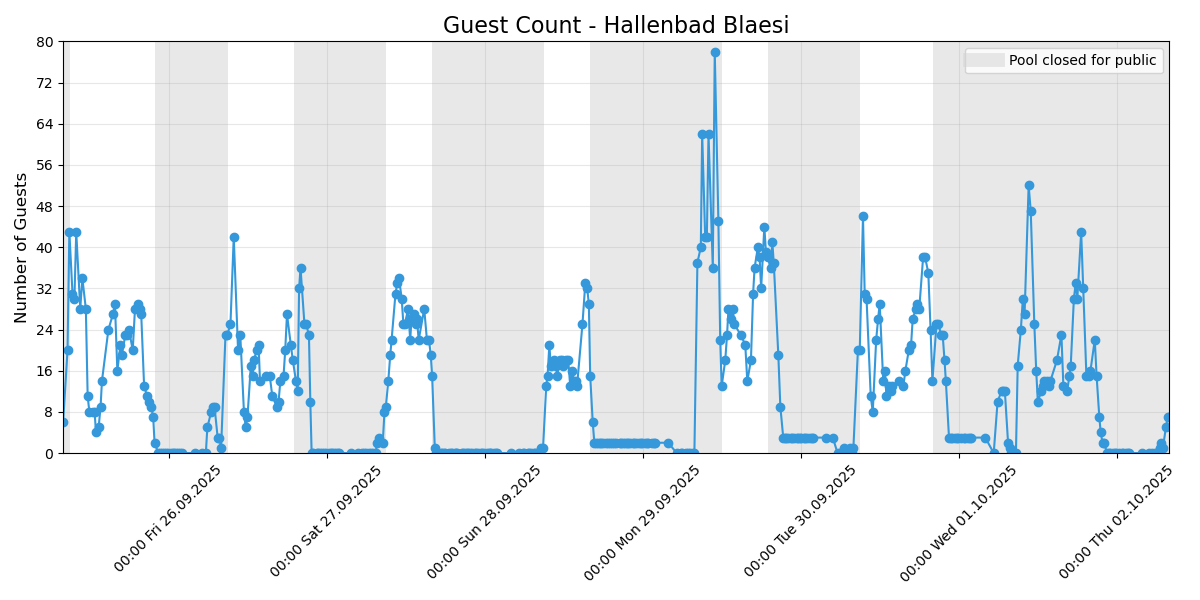 Guest Count - Hallenbad Blaesi
Number of Guests
80
72
64
56
48
40
32
24
16
8
0
Pool closed for public
00:00 Fri 26.09.2025
00:00 Sat 27.09.2025
00:00 Sun 28.09.2025
00:00 Mon 29.09.2025
00:00 Tue 30.09.2025
00:00 Wed 01.10.2025
00:00 Thu 02.10.2025